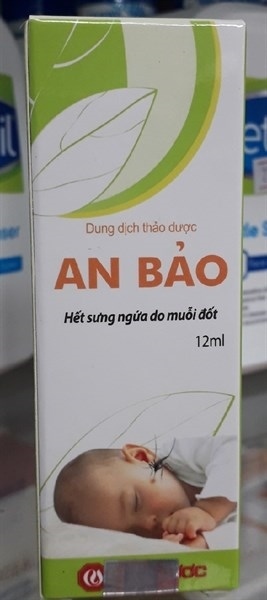 Dung dịch thảo dược
AN BẢO
Hết sưng ngứa do muỗi đốt
12ml